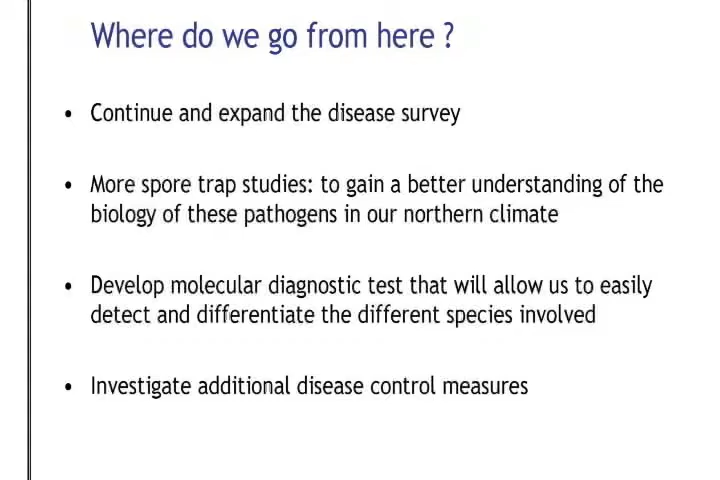 Where do we go from here ?
• Continue and expand the disease survey
• More spore trap studies: to gain a better understanding of the
biology of these pathogens in our northern climate
• Develop molecular diagnostic test that will allow us to easily
detect and differentiate the different species involved
• Investigate additional disease control measures